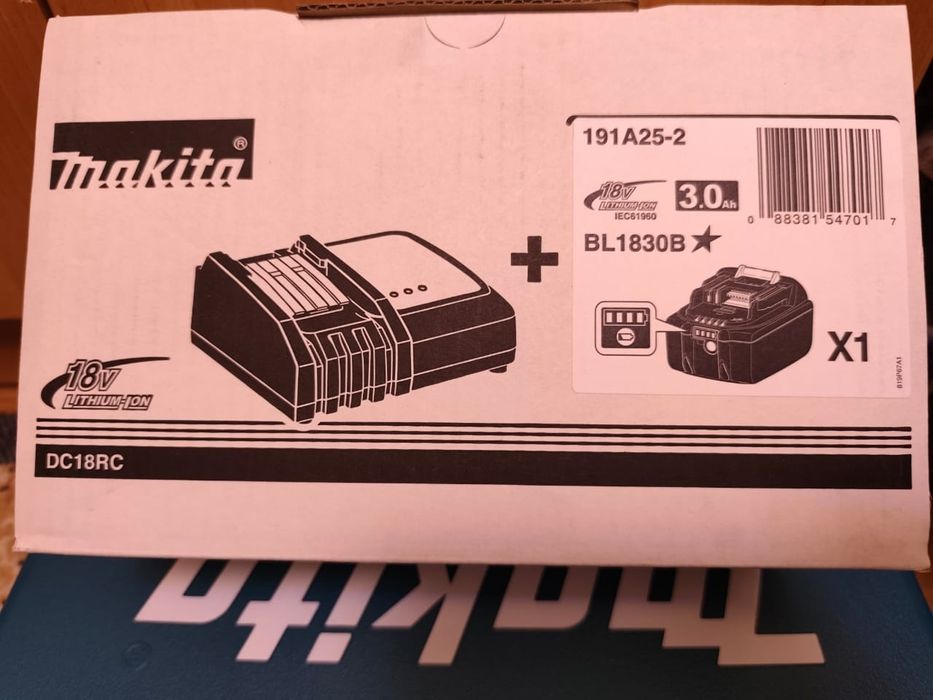 makita®
191A25-2
18V
LITHIUM-ION
IEC61960
3.0Ah
0 88381 54701 7
BL1830B★
X1
819P67A1
18V
LITHIUM-ION
DC18RC
makita